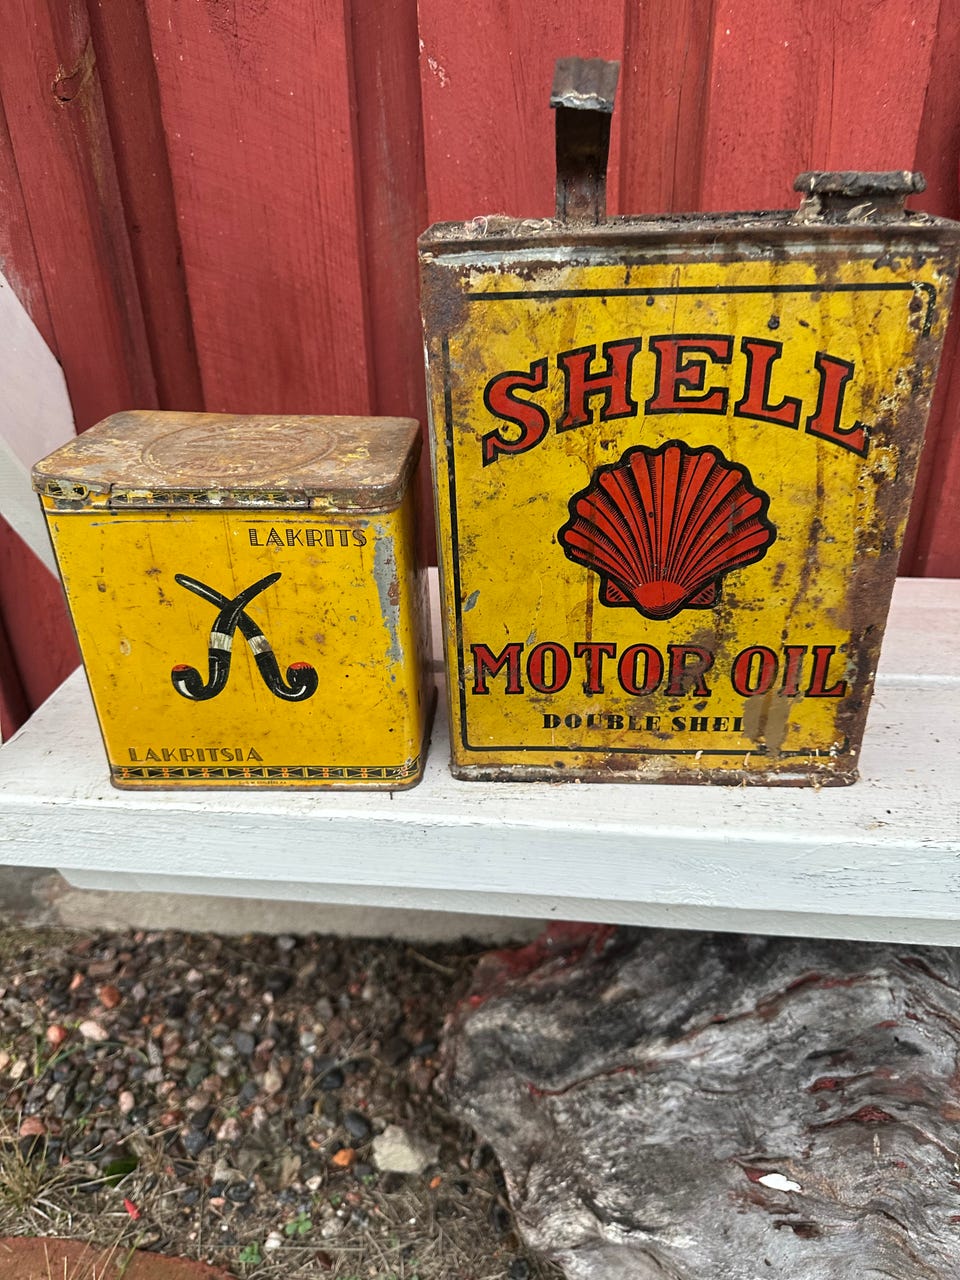 LAKRITS
LAKRITSIA
SHELL
MOTOR OIL
DOUBLE SHEL